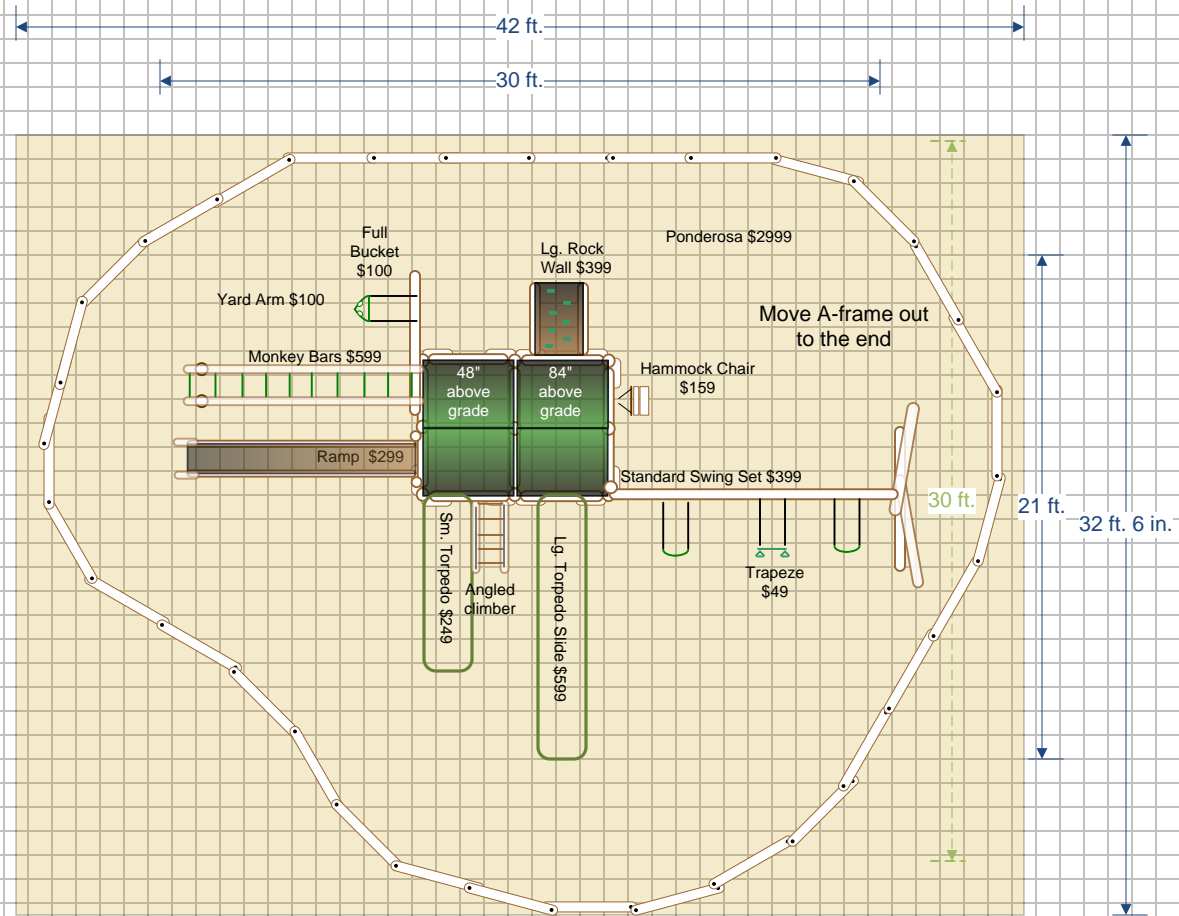 42 ft.
30 ft.
Full
Bucket
$100
Ponderosa $2999
Lg. Rock
Wall $399
Yard Arm $100
Move A-frame out
to the end
Monkey Bars $599
48"
above
grade
84"
above
grade
Hammock Chair
$159
Ramp $299
Standard Swing Set $399
30 ft.
21 ft.
32 ft. 6 in.
Sm. Torpedo $249
Angled
climber
Lg. Torpedo Slide $599
Trapeze
$49